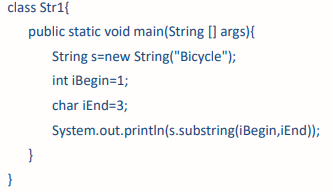 class Str1{
public static void main(String [] args){
String s=new String("Bicycle");
int iBegin=1;
char iEnd=3;
System.out.println(s.substring(iBegin,iEnd));
}
}